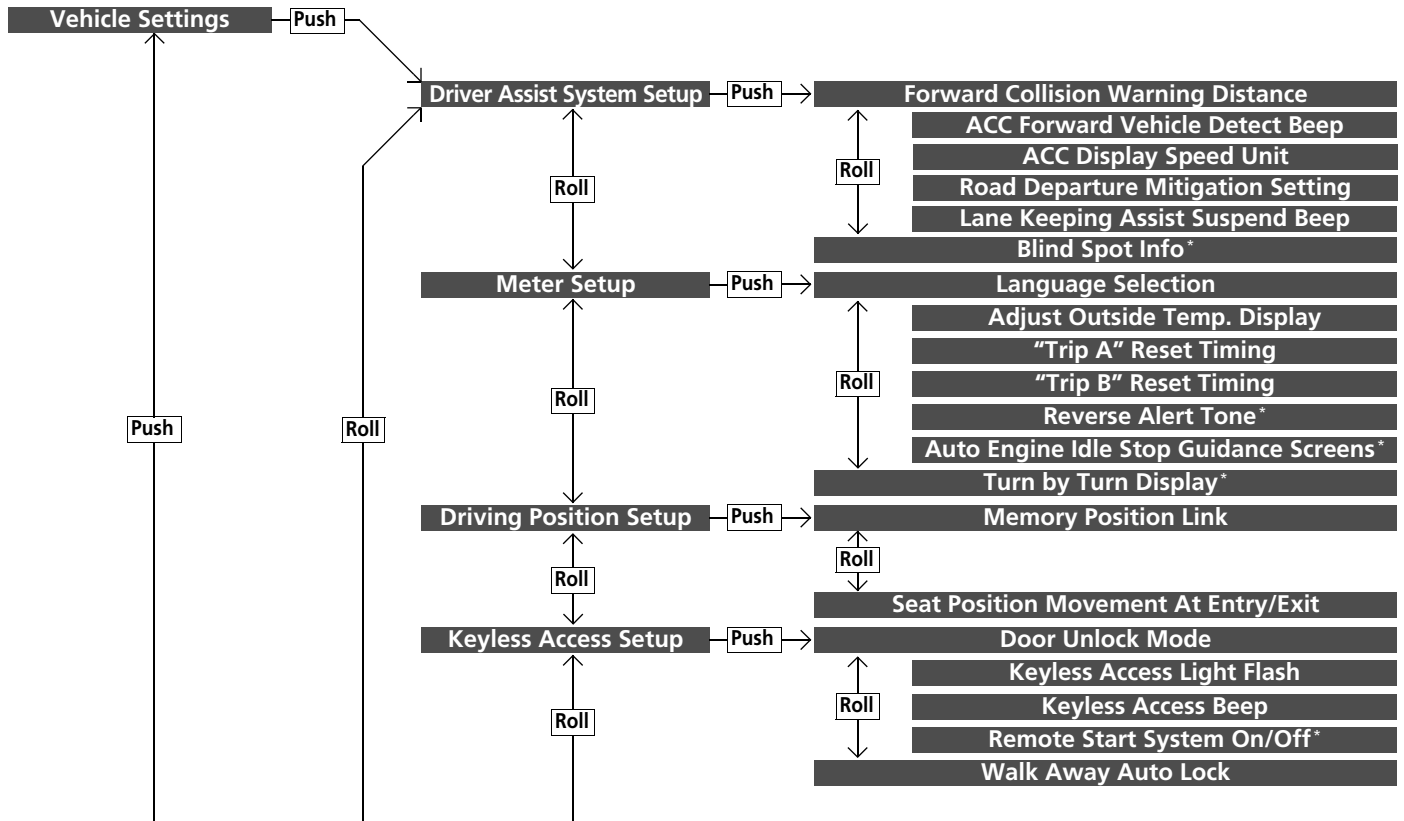 Vehicle Settings Push
Driver Assist System Setup Push Forward Collision Warning Distance
ACC Forward Vehicle Detect Beep
ACC Display Speed Unit
Roll Roll
Road Departure Mitigation Setting
Lane Keeping Assist Suspend Beep
Blind Spot Info*
Meter Setup Push Language Selection
Adjust Outside Temp. Display
“Trip A” Reset Timing
“Trip B” Reset Timing
Roll Roll
Reverse Alert Tone*
Push Roll
Auto Engine Idle Stop Guidance Screens*
Turn by Turn Display*
Driving Position Setup Push Memory Position Link
Roll Roll
Seat Position Movement At Entry/Exit
Keyless Access Setup Push Door Unlock Mode
Keyless Access Light Flash
Keyless Access Beep
Roll Roll
Remote Start System On/Off*
Walk Away Auto Lock